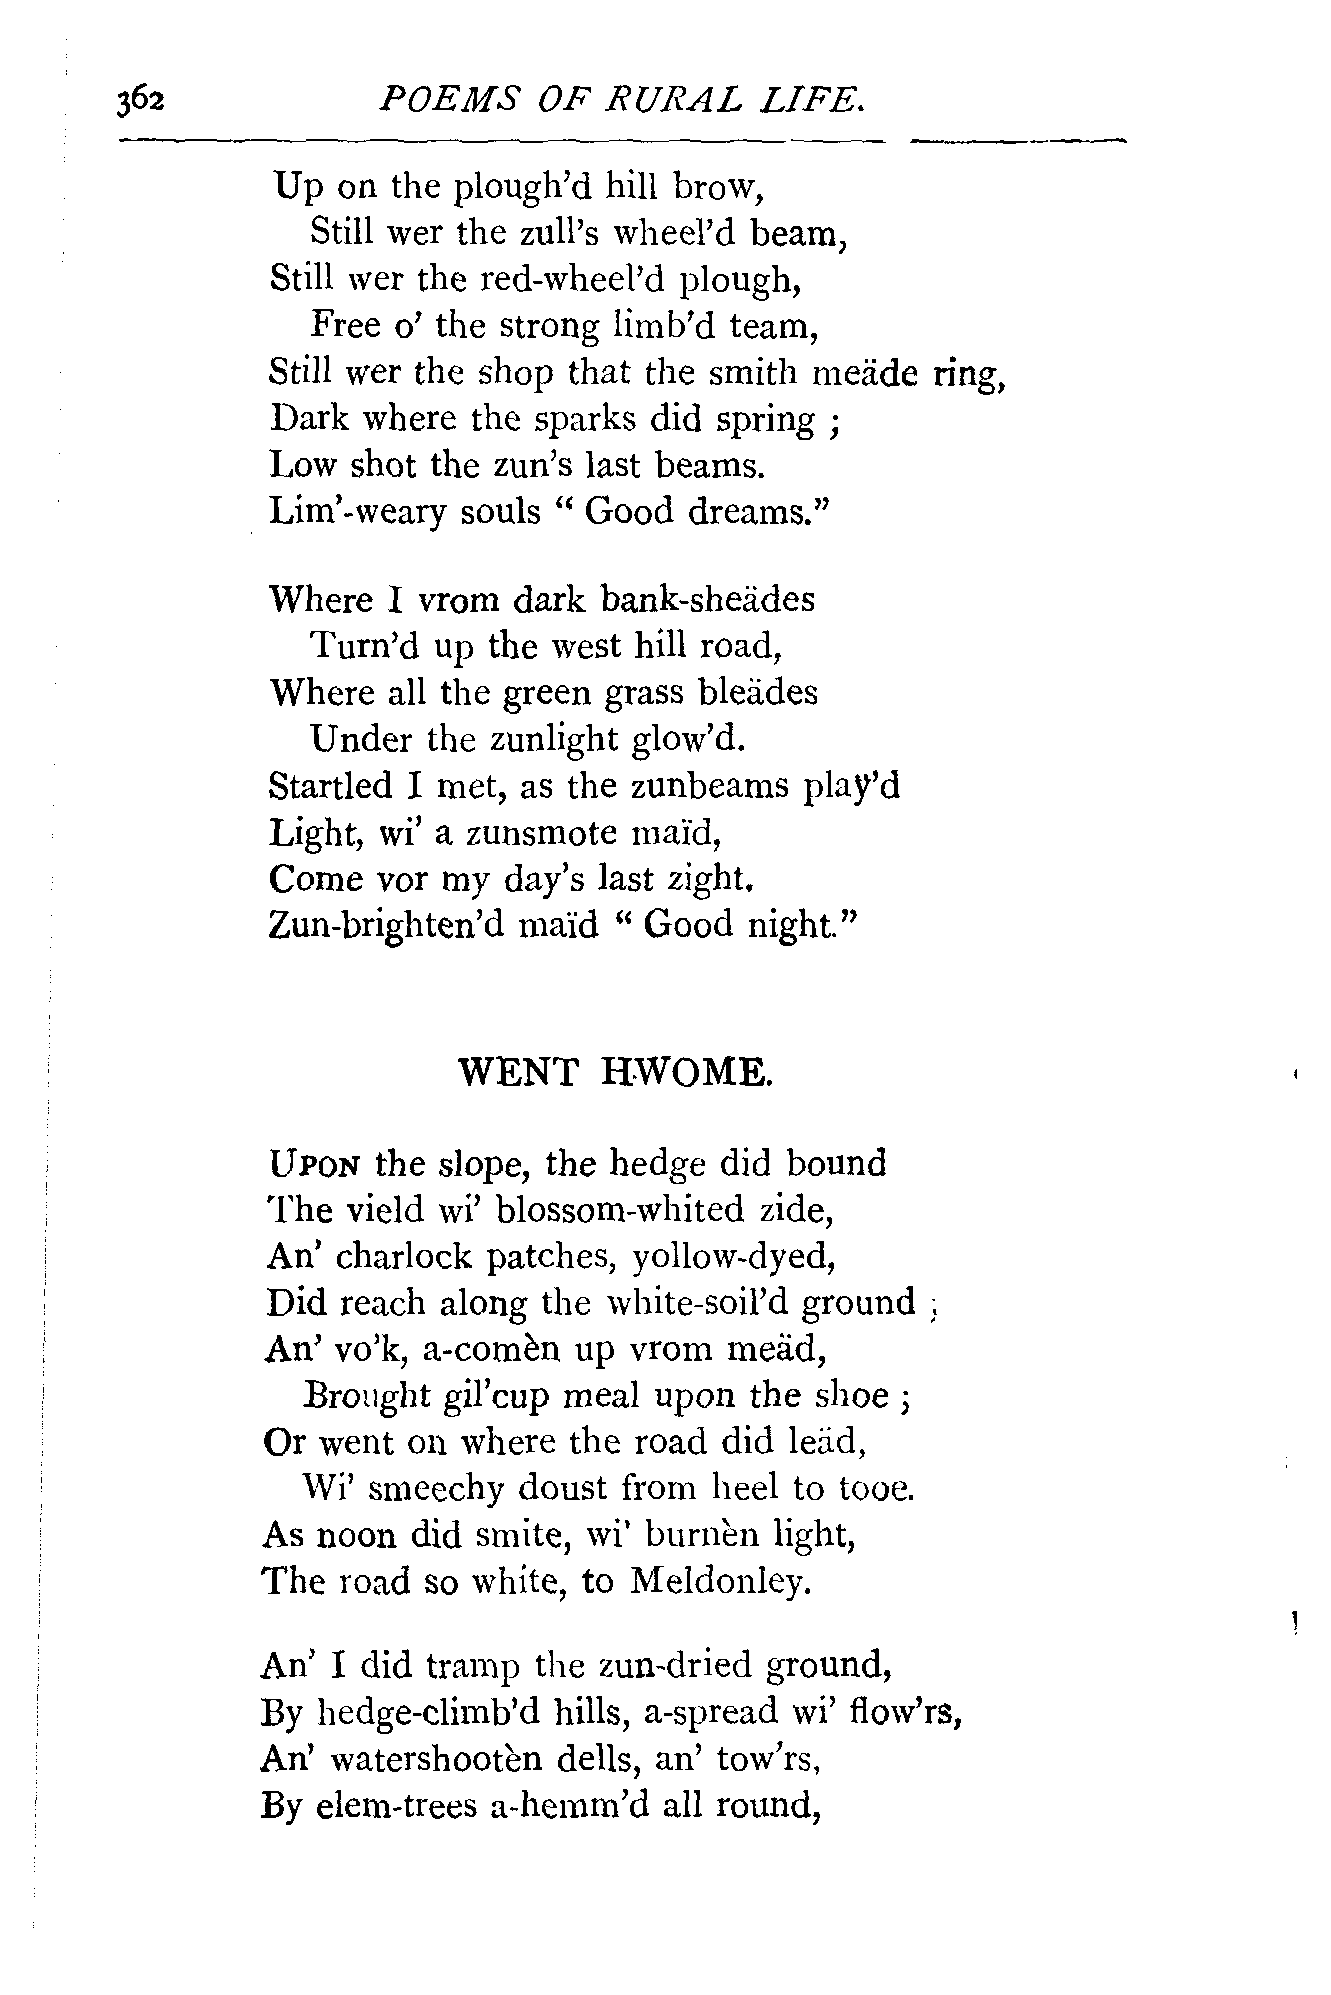 362 POEMS OF RURAL LIFE.
Up on the plough'd hill brow,
Still wer the zull's wheel'd beam,
Still wer the red-wheel'd plough,
Free o' the strong limb'd team,
Still wer the shop that the smith meäde ring,
Dark where the sparks did spring ;
Low shot the zun's last beams.
Lim'-weary souls “ Good dreams.”
Where I vrom dark bank-sheädes
Turn'd up the west hill road,
Where all the green grass bleädes
Under the zunlight glow'd.
Startled I met, as the zunbeams play'd
Light, wi' a zunsmote maïd,
Come vor my day's last zight.
Zun-brighten'd maïd “ Good night.”
WENT HWOME.
UPON the slope, the hedge did bound
The vield wi' blossom-whited zide,
An' charlock patches, yollow-dyed,
Did reach along the white-soil'd ground ;
An' vo'k, a-comèn up vrom meäd,
Brought gil'cup meal upon the shoe ;
Or went on where the road did leäd,
Wi' smeechy doust from heel to tooe.
As noon did smite, wi' burnèn light,
The road so white, to Meldonley.
An' I did tramp the zun-dried ground,
By hedge-climb'd hills, a-spread wi' flow'rs,
An' watershootèn dells, an' tow'rs,
By elem-trees a-hemm'd all round,